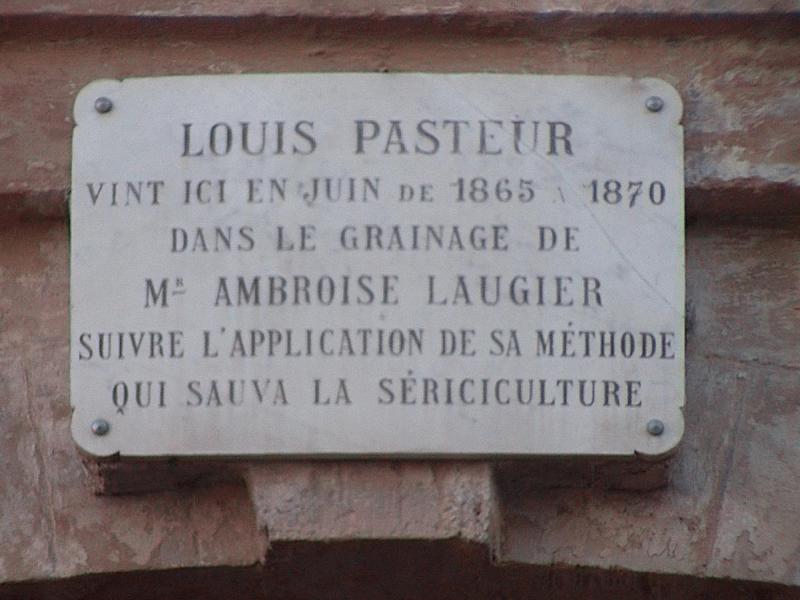 LOUIS PASTEUR
VINT ICI EN JUIN DE 1865 A 1870
DANS LE GRAINAGE DE
MR AMBROISE LAUGIER
SUIVRE L'APPLICATION DE SA MÉTHODE
QUI SAUVA LA SÉRICICULTURE